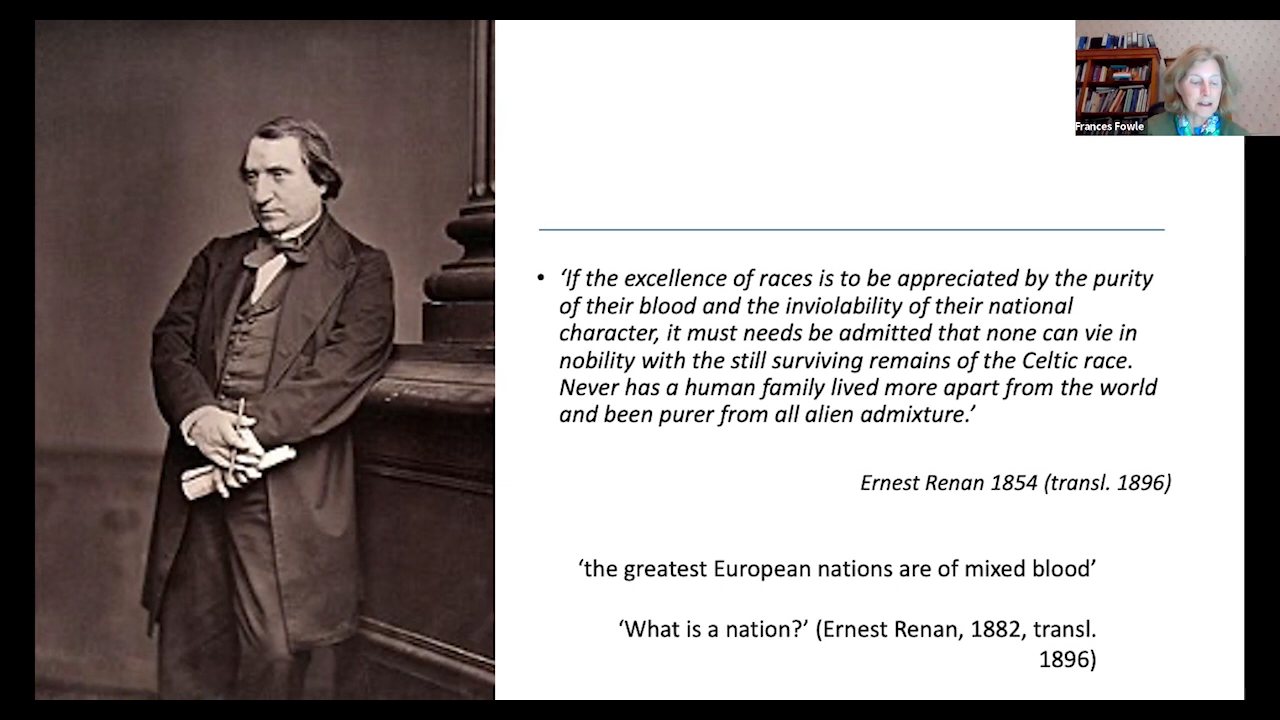 Frances Fowle
• ‘If the excellence of races is to be appreciated by the purity
of their blood and the inviolability of their national
character, it must needs be admitted that none can vie in
nobility with the still surviving remains of the Celtic race.
Never has a human family lived more apart from the world
and been purer from all alien admixture.’
Ernest Renan 1854 (transl. 1896)
‘the greatest European nations are of mixed blood’
‘What is a nation?’ (Ernest Renan, 1882, transl.
1896)